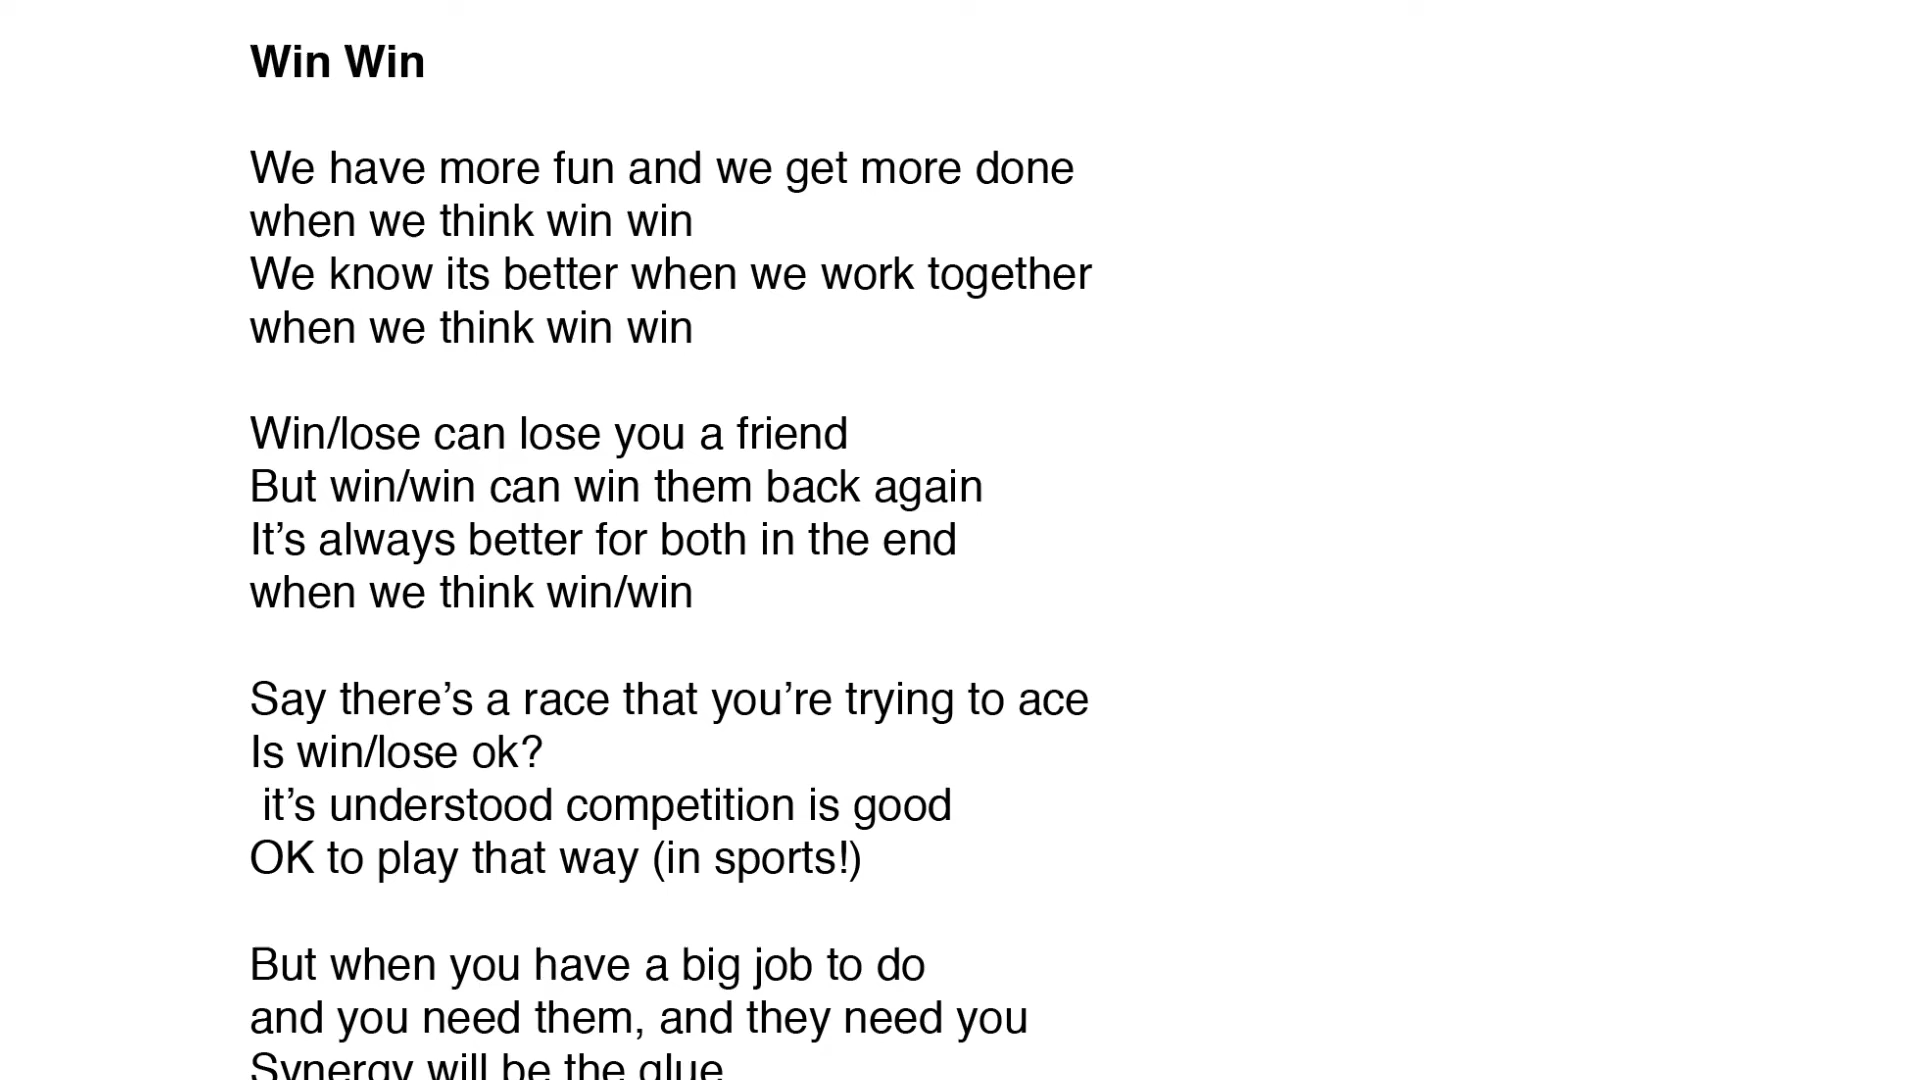 Win Win
We have more fun and we get more done
when we think win win
We know its better when we work together
when we think win win
Win/lose can lose you a friend
But win/win can win them back again
It’s always better for both in the end
when we think win/win
Say there’s a race that you’re trying to ace
Is win/lose ok?
it’s understood competition is good
OK to play that way (in sports!)
But when you have a big job to do
and you need them, and they need you
Synergy will be the glue